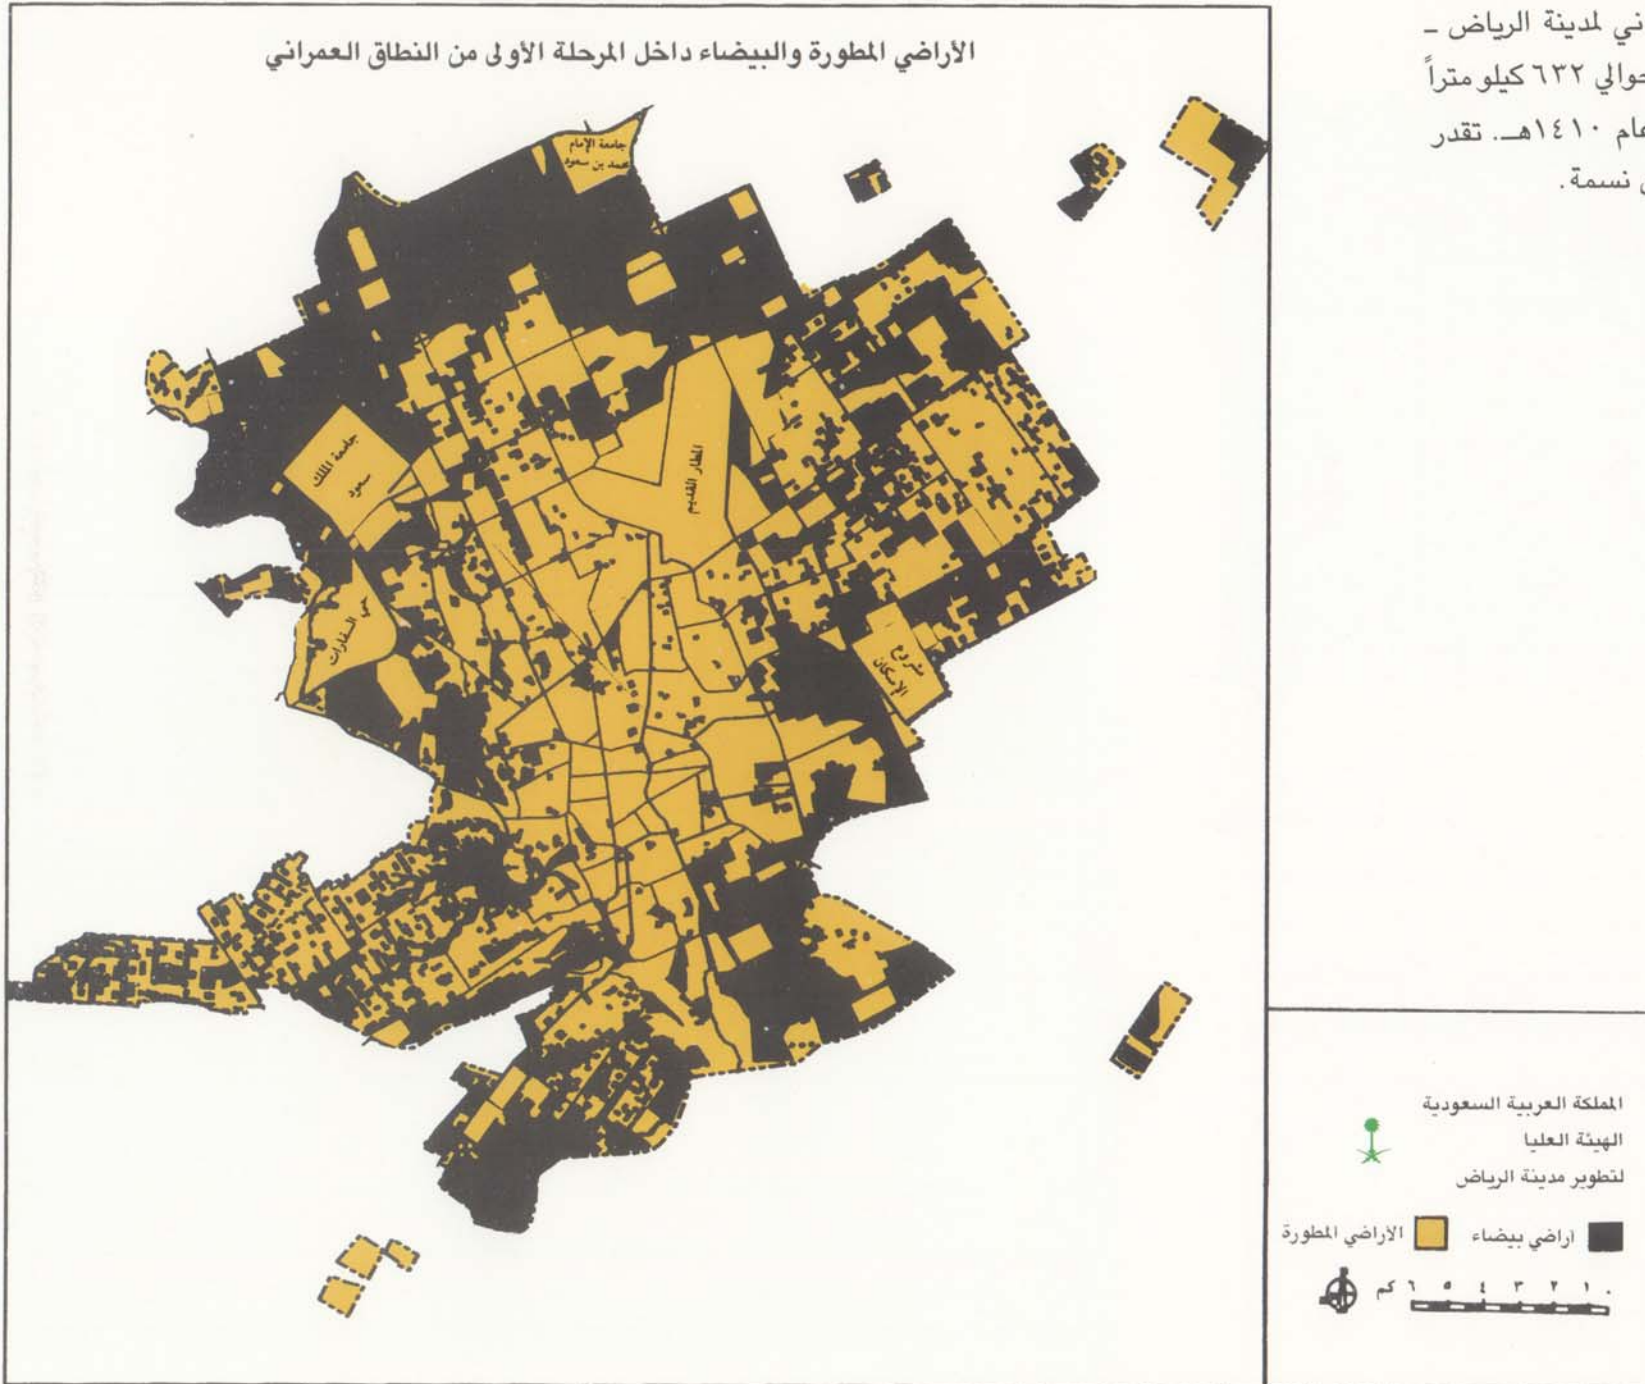 ني لمدينة الرياض ـ
حوالي ٦٣٢ كيلو متراً
عام ١٤١٠هـ. تقدر
نسمة.
الأراضي المطورة والبيضاء داخل المرحلة الأولى من النطاق العمراني
جامعة الإمام
محمد بن سعود
جامعة الملك
سعود
المطار القديم
حي السفارات
مشروع
الإسكان
المملكة العربية السعودية
الهيئة العليا
لتطوير مدينة الرياض
أراضي بيضاء
الأراضي المطورة
٠ ١ ٢ ٣ ٤ ٥ ٦ كم